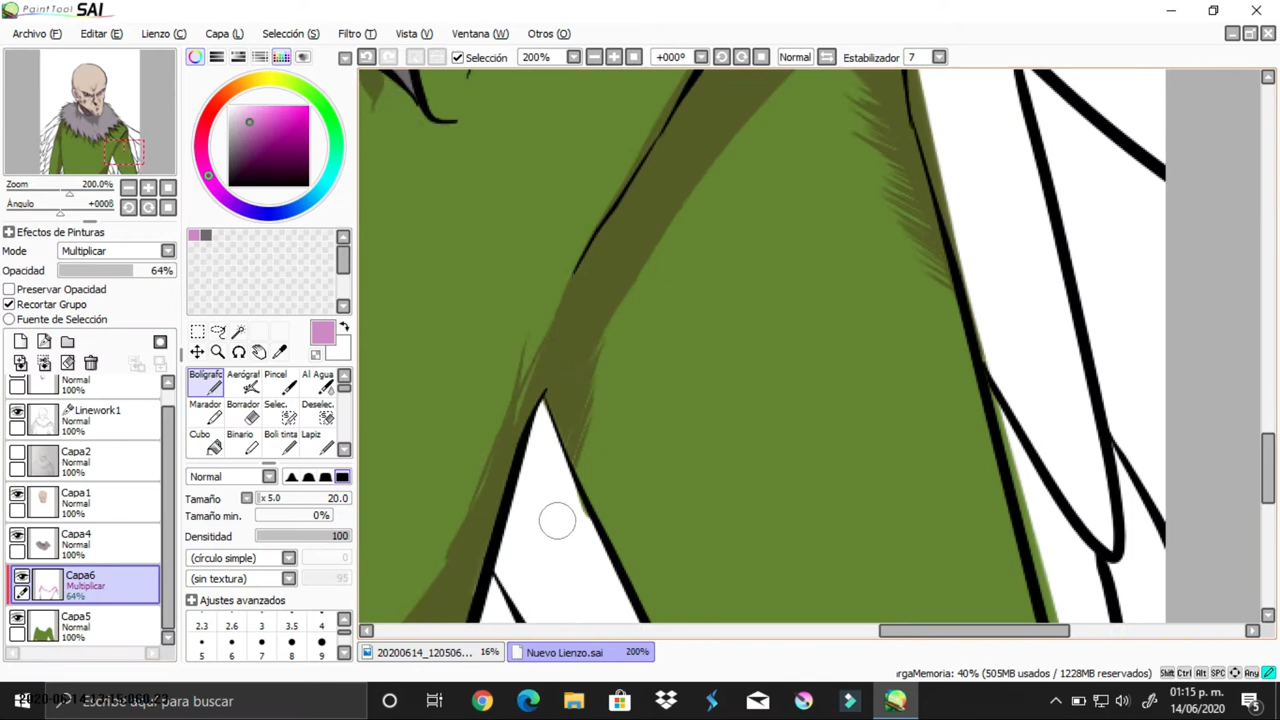 PaintTool SAI
Archivo (F) Editar (E) Lienzo (C) Capa (L) Selección (S) Filtro (T) Vista (V) Ventana (W) Otros (O)
Selección 200% +000º Normal Estabilizador 7
Zoom 200.0%
Ángulo +000º
Efectos de Pinturas
Mode Multiplicar
Opacidad 64%
Preservar Opacidad
Recortar Grupo
Fuente de Selección
Normal
100%
Linework1
Normal
100%
Capa2
Normal
100%
Capa1
Normal
100%
Capa4
Normal
100%
Capa6
Multiplicar
64%
Capa5
Normal
100%
Bolígrafo Aerógraf Pincel Al Agua
Marador Borrador Selec. Deselec.
Cubo Binario Boli tinta Lapiz
Normal
Tamaño x 5.0 20.0
Tamaño min. 0%
Densidad 100
(círculo simple) 0
(sin textura) 95
Ajustes avanzados
2.3 2.6 3 3.5 4
5 6 7 8 9
20200614_120506... 16% Nuevo Lienzo.sai 200%
argaMemoria: 40% (505MB usados / 1228MB reservados) Shift Ctrl Alt SPC Any
Escribe aquí para buscar
01:15 p. m.
14/06/2020
5